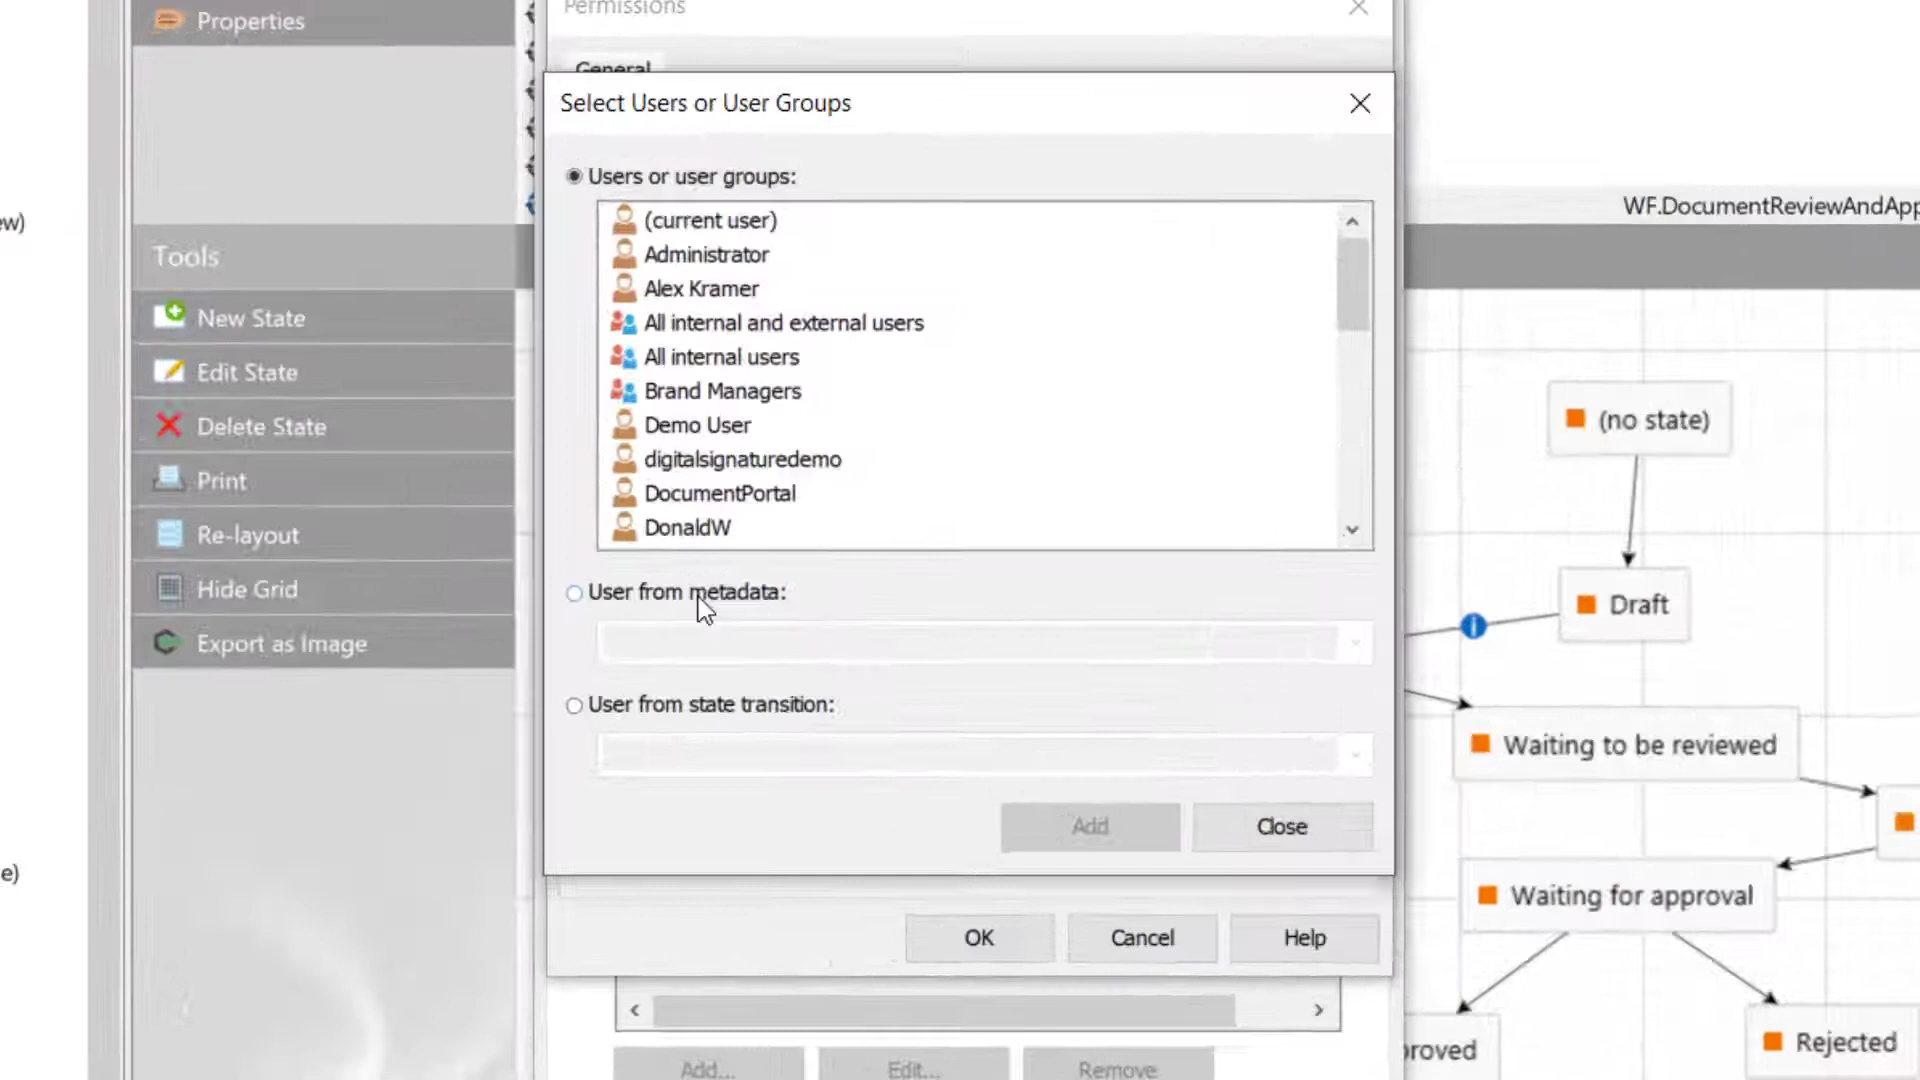 Properties
Permissions
General
Select Users or User Groups
Users or user groups:
(current user)
Administrator
Alex Kramer
All internal and external users
All internal users
Brand Managers
Demo User
digitalsignaturedemo
DocumentPortal
DonaldW
User from metadata:
User from state transition:
Add
Close
OK
Cancel
Help
Add...
Edit...
Remove
ew)
e)
Tools
New State
Edit State
Delete State
Print
Re-layout
Hide Grid
Export as Image
WF.DocumentReviewAndApp
(no state)
Draft
Waiting to be reviewed
Waiting for approval
proved
Rejected